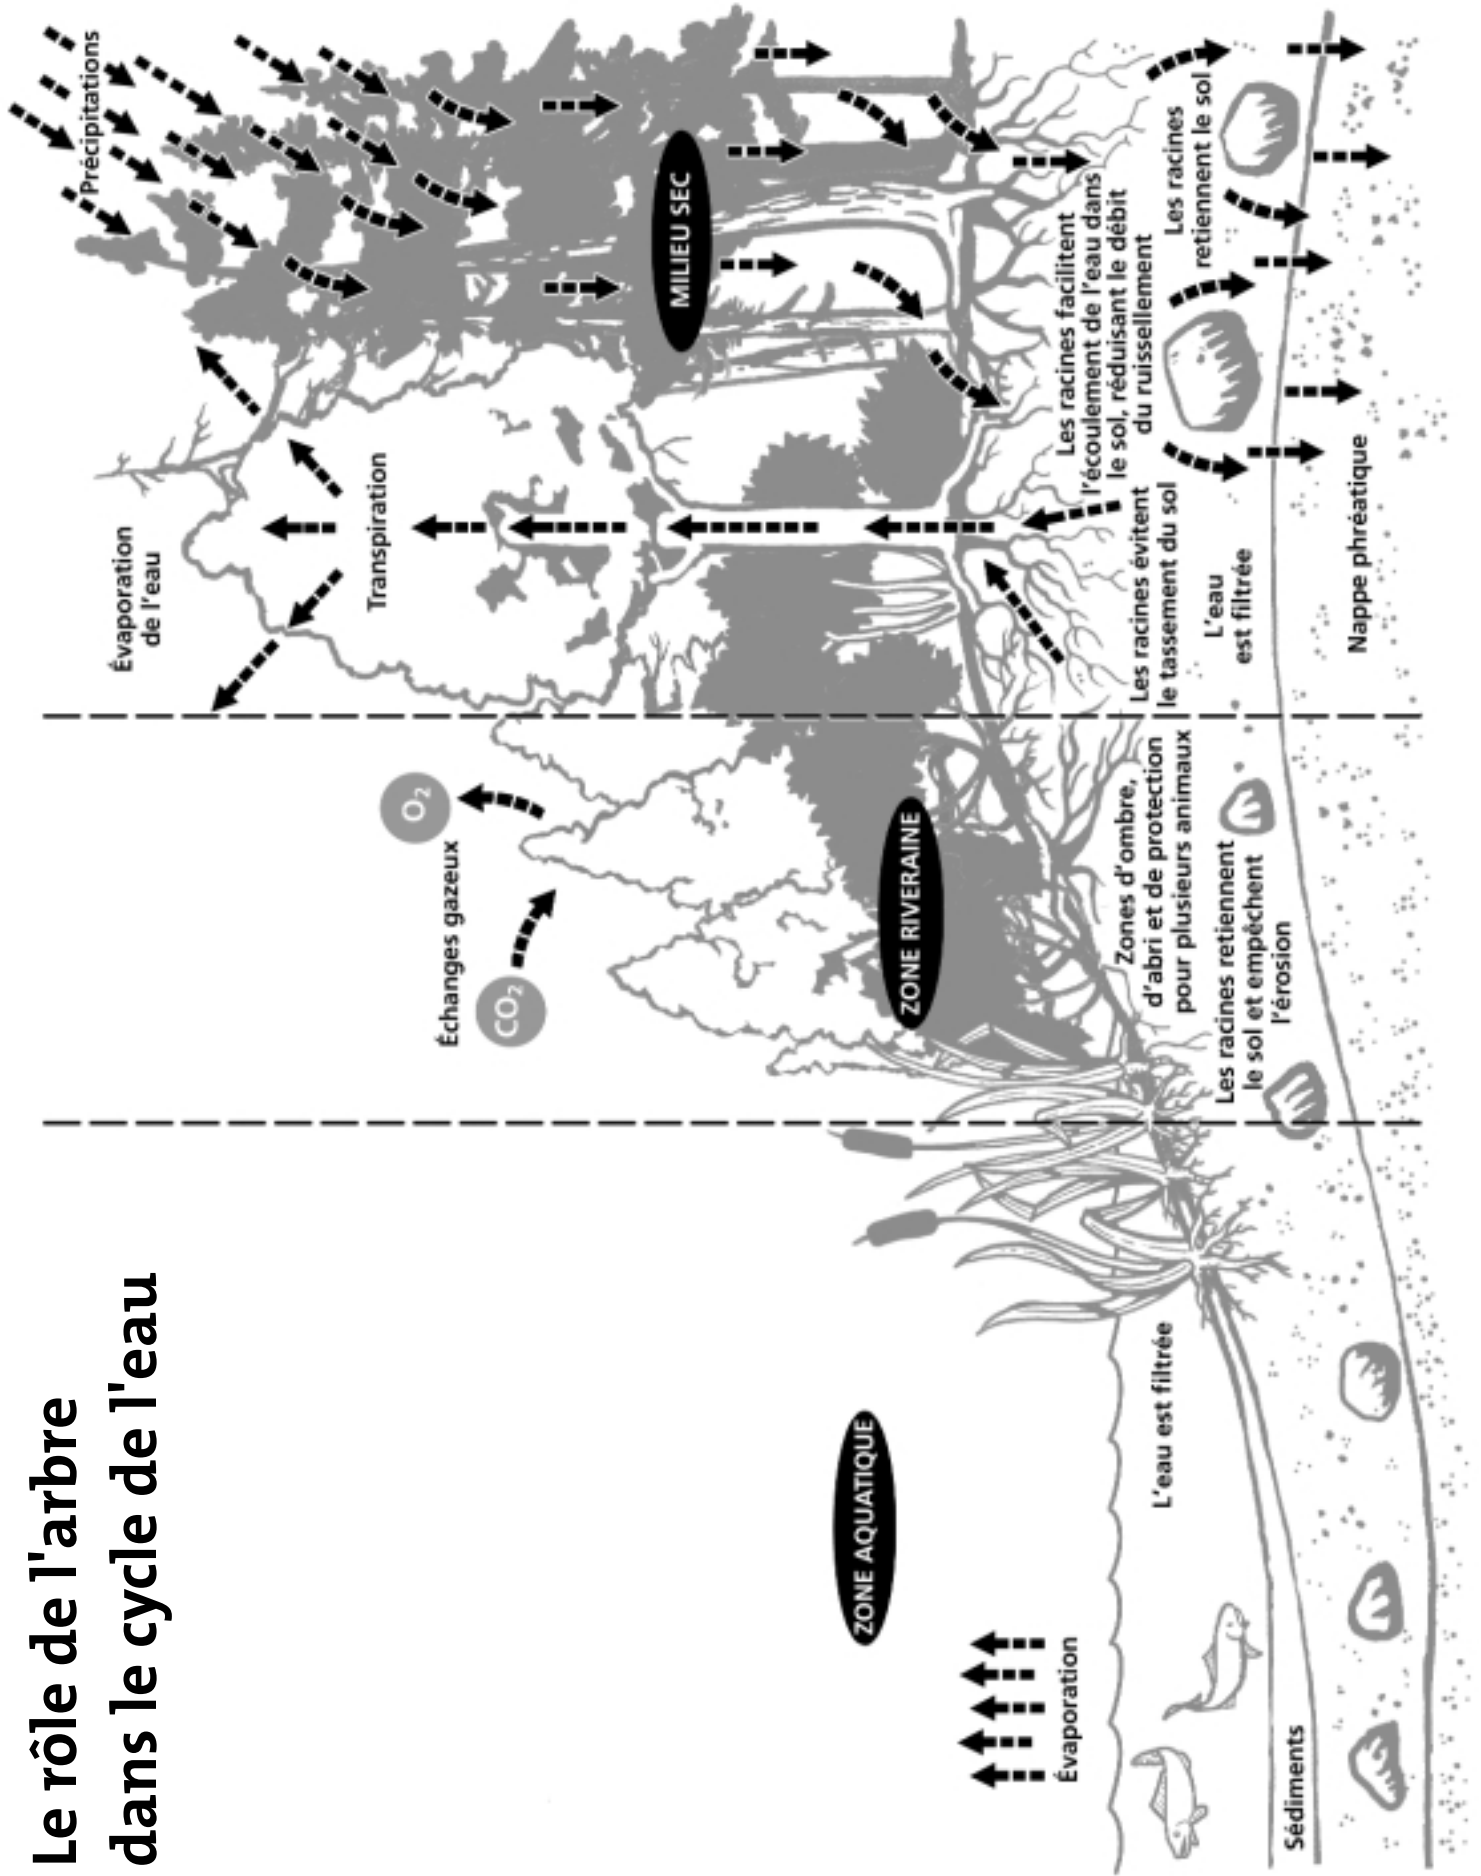 Le rôle de l'arbre
dans le cycle de l'eau
Précipitations
Évaporation
de l'eau
Transpiration
O₂
Échanges gazeux
CO₂
MILIEU SEC
ZONE RIVERAINE
ZONE AQUATIQUE
Évaporation
L'eau est filtrée
Sédiments
Zones d'ombre,
d'abri et de protection
pour plusieurs animaux
Les racines retiennent
le sol et empêchent
l'érosion
Les racines évitent
le tassement du sol
L'eau
est filtrée
Les racines facilitent
l'écoulement de l'eau dans
le sol, réduisant le débit
du ruissellement
Les racines
retiennent le sol
Nappe phréatique